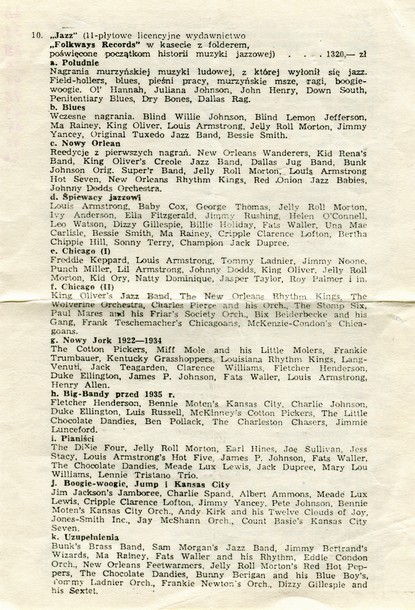 10. „Jazz" (11-płytowe licencyjne wydawnictwo
„Folkways Records" w kasecie z folderem,
poświęcone początkom historii muzyki jazzowej) . . . . 1320,— zł
a. Południe
Nagrania murzyńskiej muzyki ludowej, z której wyłonił się jazz.
Field-hollers, blues, pieśni pracy, murzyńskie msze, ragi, boogie-
woogie. Ol' Hannah, Juliana Johnson, John Henry, Down South,
Penitentiary Blues, Dry Bones, Dallas Rag.
b. Blues
Wczesne nagrania. Blind Willie Johnson, Blind Lemon Jefferson,
Ma Rainey, King Oliver, Louis Armstrong, Jelly Roll Morton, Jimmy
Yancey, Original Tuxedo Jazz Band, Bessie Smith.
c. Nowy Orlean
Reedycje z pierwszych nagrań. New Orleans Wanderers, Kid Rena's
Band, King Oliver's Creole Jazz Band, Dallas Jug Band, Bunk
Johnson Orig. Super'r Band, Jelly Roll Morton, Louis Armstrong
Hot Seven, New Orleans Rhythm Kings, Red Onion Jazz Babies,
Johnny Dodds Orchestra.
d. Śpiewacy jazzowi
Louis Armstrong, Baby Cox, George Thomas, Jelly Roll Morton,
Ivy Anderson, Ella Fitzgerald, Jimmy Rushing, Helen O'Connell,
Leo Watson, Dizzy Gillespie, Billie Holiday, Fats Waller, Una Mae
Carlisle, Bessie Smith, Ma Rainey, Cripple Clarence Lofton, Bertha
Chippie Hill, Sonny Terry, Champion Jack Dupree.
e. Chicago (I)
Freddie Keppard, Louis Armstrong, Tommy Ladnier, Jimmy Noone,
Punch Miller, Lil Armstrong, Johnny Dodds, King Oliver, Jelly Roll
Morton, Kid Ory, Natty Dominique, Jasper Taylor, Roy Palmer i in.
f. Chicago (II)
King Oliver's Jazz Band, The New Orleans Rhythm Kings, The
Wolverine Orchestra, Charles Pierce and his Orch., The Stomp Six,
Paul Mares and his Friar's Society Orch., Bix Beiderbecke and his
Gang, Frank Teschemacher's Chicagoans, McKenzie-Condon's Chica-
goans.
g. Nowy Jork 1922—1934
The Cotton Pickers, Miff Mole and his Little Molers, Frankie
Trumbauer, Kentucky Grasshoppers, Louisiana Rhythm Kings, Lang-
Venuti, Jack Teagarden, Clarence Williams, Fletcher Henderson,
Duke Ellington, James P. Johnson, Fats Waller, Louis Armstrong,
Henry Allen.
h. Big-Bandy przed 1935 r.
Fletcher Henderson, Bennie Moten's Kansas City, Charlie Johnson,
Duke Ellington, Luis Russell, McKinney's Cotton Pickers, The Little
Chocolate Dandies, Ben Pollack, The Charleston Chasers, Jimmie
Lunceford.
i. Pianiści
The Dixie Four, Jelly Roll Morton, Earl Hines, Joe Sullivan, Jess
Stacy, Louis Armstrong's Hot Five, James P. Johnson, Fats Waller,
The Chocolate Dandies, Meade Lux Lewis, Jack Dupree, Mary Lou
Williams, Lennie Tristano Trio.
j. Boogie-woogie, Jump i Kansas City
Jim Jackson's Jamboree, Charlie Spand, Albert Ammons, Meade Lux
Lewis, Cripple Clarence Lofton, Jimmy Yancey, Pete Johnson, Bennie
Moten's Kansas City Orch., Andy Kirk and his Twelve Clouds of Joy,
Jones-Smith Inc., Jay McShann Orch., Count Basie's Kansas City
Seven.
k. Uzupełnienia
Bunk's Brass Band, Sam Morgan's Jazz Band, Jimmy Bertrand's
Wizards, Ma Rainey, Fats Waller and his Rhythm, Eddie Condon
Orch., New Orleans Feetwarmers, Jelly Roll Morton's Red Hot Pep-
pers, The Chocolate Dandies, Bunny Berigan and his Blue Boy's,
Tommy Ladnier Orch., Frankie Newton's Orch., Dizzy Gillespie and
his Sextet.